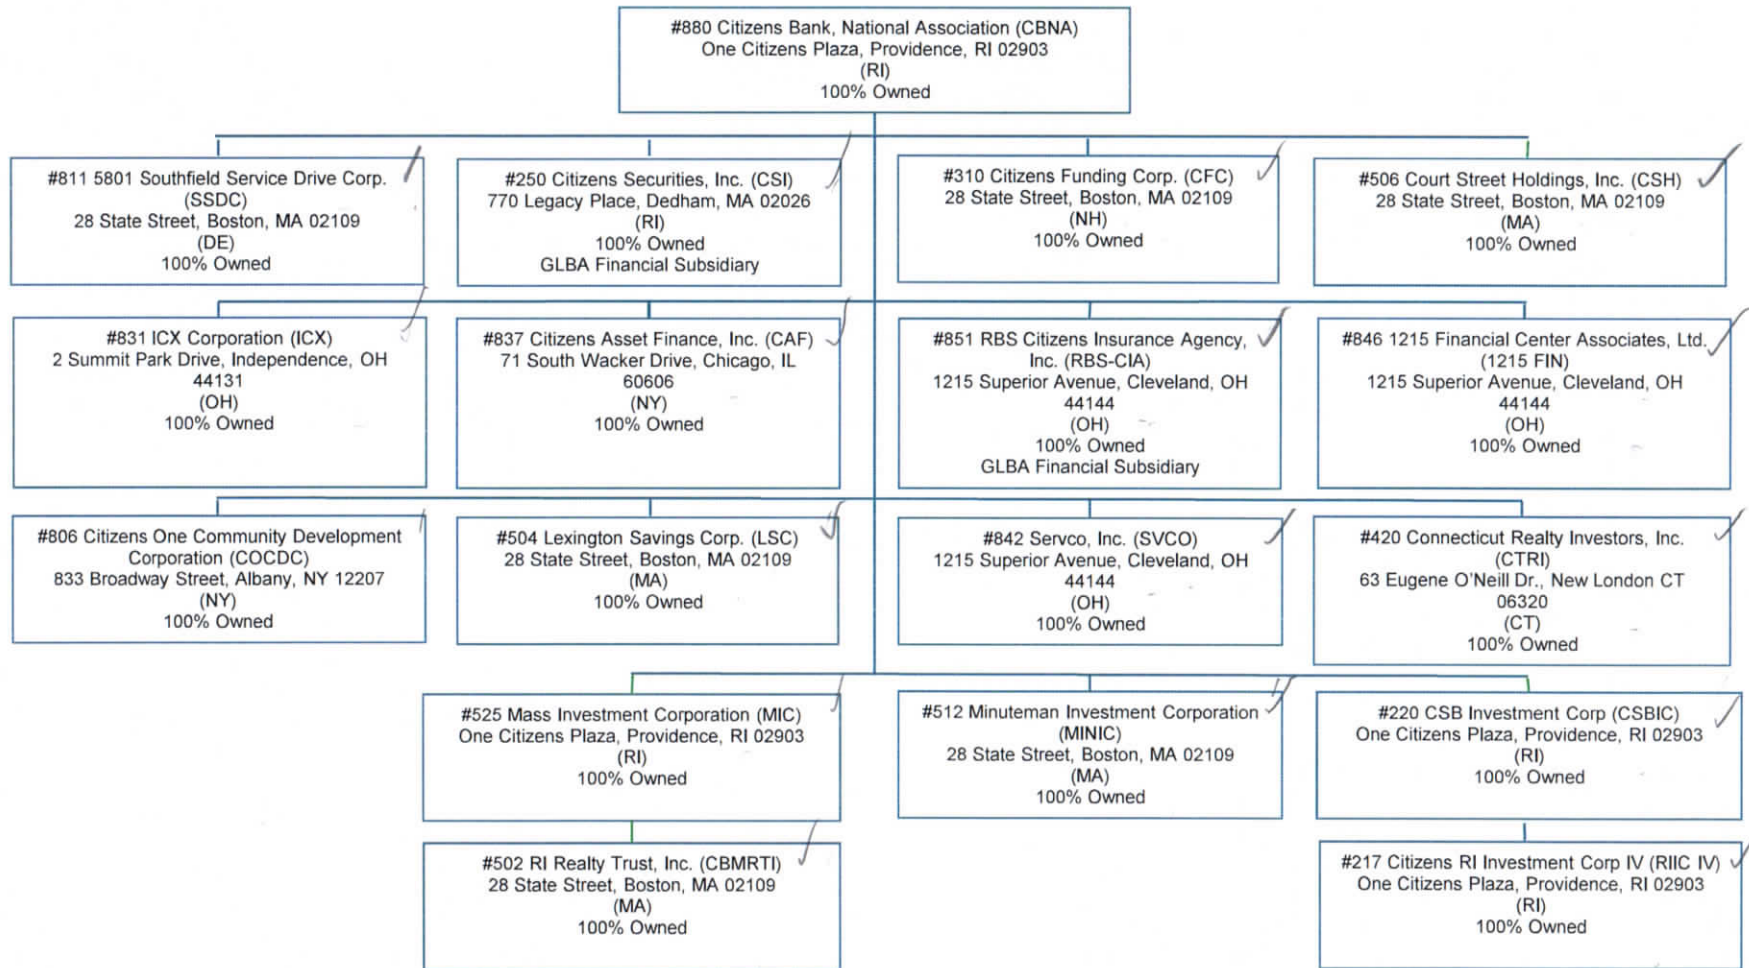 #880 Citizens Bank, National Association (CBNA)
One Citizens Plaza, Providence, RI 02903
(RI)
100% Owned
#811 5801 Southfield Service Drive Corp.
(SSDC)
28 State Street, Boston, MA 02109
(DE)
100% Owned
#250 Citizens Securities, Inc. (CSI)
770 Legacy Place, Dedham, MA 02026
(RI)
100% Owned
GLBA Financial Subsidiary
#310 Citizens Funding Corp. (CFC)
28 State Street, Boston, MA 02109
(NH)
100% Owned
#506 Court Street Holdings, Inc. (CSH)
28 State Street, Boston, MA 02109
(MA)
100% Owned
#831 ICX Corporation (ICX)
2 Summit Park Drive, Independence, OH
44131
(OH)
100% Owned
#837 Citizens Asset Finance, Inc. (CAF)
71 South Wacker Drive, Chicago, IL
60606
(NY)
100% Owned
#851 RBS Citizens Insurance Agency,
Inc. (RBS-CIA)
1215 Superior Avenue, Cleveland, OH
44144
(OH)
100% Owned
GLBA Financial Subsidiary
#846 1215 Financial Center Associates, Ltd.
(1215 FIN)
1215 Superior Avenue, Cleveland, OH
44144
(OH)
100% Owned
#806 Citizens One Community Development
Corporation (COCDC)
833 Broadway Street, Albany, NY 12207
(NY)
100% Owned
#504 Lexington Savings Corp. (LSC)
28 State Street, Boston, MA 02109
(MA)
100% Owned
#842 Servco, Inc. (SVCO)
1215 Superior Avenue, Cleveland, OH
44144
(OH)
100% Owned
#420 Connecticut Realty Investors, Inc.
(CTRI)
63 Eugene O'Neill Dr., New London CT
06320
(CT)
100% Owned
#525 Mass Investment Corporation (MIC)
One Citizens Plaza, Providence, RI 02903
(RI)
100% Owned
#512 Minuteman Investment Corporation
(MINIC)
28 State Street, Boston, MA 02109
(MA)
100% Owned
#220 CSB Investment Corp (CSBIC)
One Citizens Plaza, Providence, RI 02903
(RI)
100% Owned
#502 RI Realty Trust, Inc. (CBMRTI)
28 State Street, Boston, MA 02109
(MA)
100% Owned
#217 Citizens RI Investment Corp IV (RIIC IV)
One Citizens Plaza, Providence, RI 02903
(RI)
100% Owned